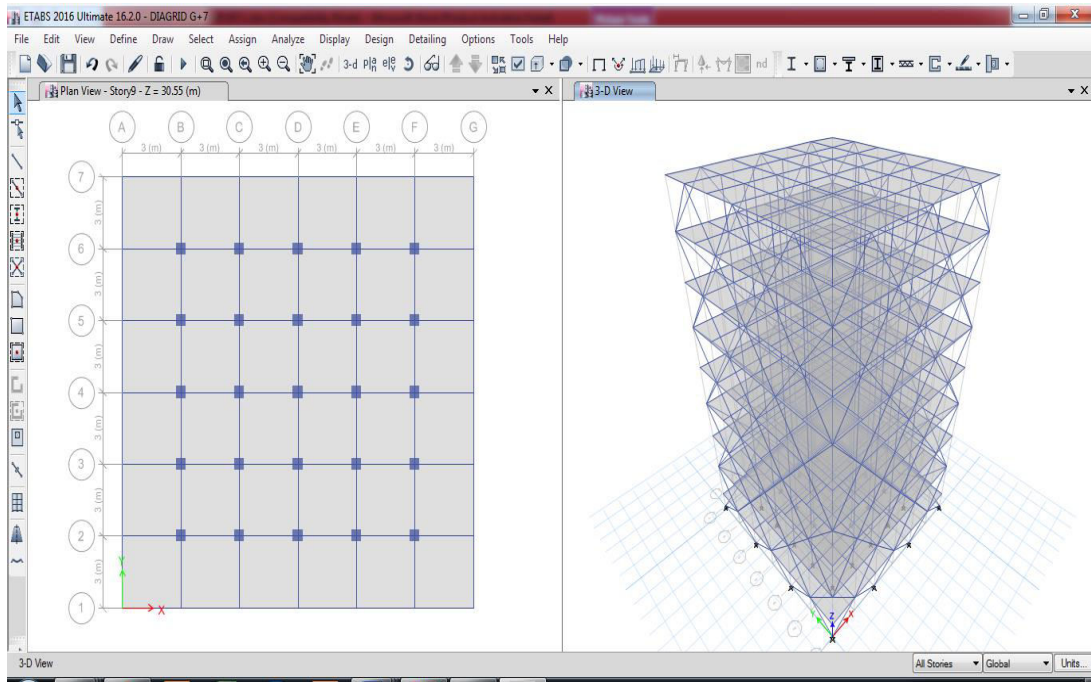 ETABS 2016 Ultimate 16.2.0 - DIAGRID G+7
File Edit View Define Draw Select Assign Analyze Display Design Detailing Options Tools Help
3-d nd
Plan View - Story9 - Z = 30.55 (m)
3-D View
A B C D E F G
3 (m) 3 (m) 3 (m) 3 (m) 3 (m) 3 (m)
7
3 (m)
6
3 (m)
5
3 (m)
4
3 (m)
3
3 (m)
2
3 (m)
1
Y
X
Z
Y
X
3-D View
All Stories Global Units...